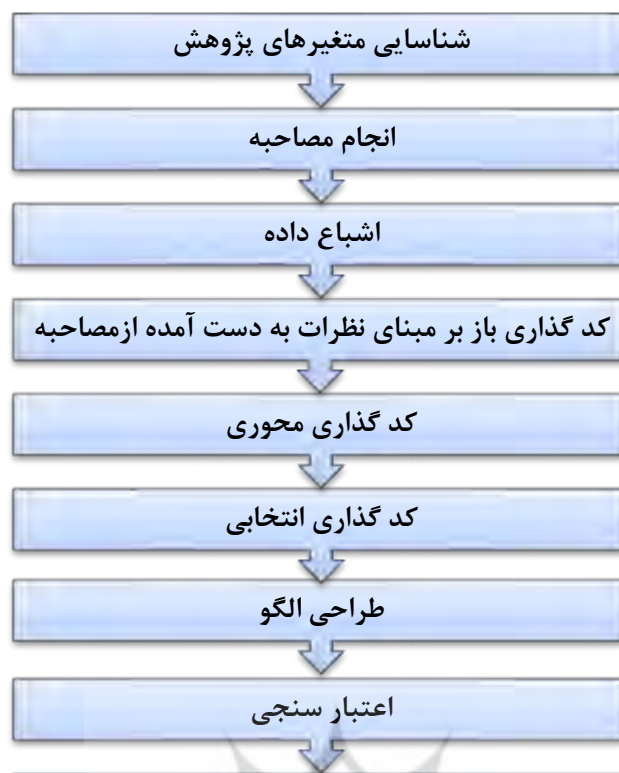 شناسایی متغیرهای پژوهش
انجام مصاحبه
اشباع داده
کد گذاری باز بر مبنای نظرات به دست آمده ازمصاحبه
کد گذاری محوری
کد گذاری انتخابی
طراحی الگو
اعتبار سنجی